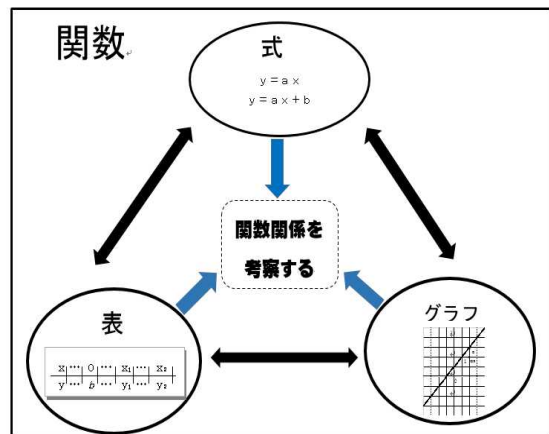 関数
式
y=ax
y=ax+b
関数関係を
考察する
表
x … 0 … x₁ … x₂
y … b … y₁ … y₂
グラフ